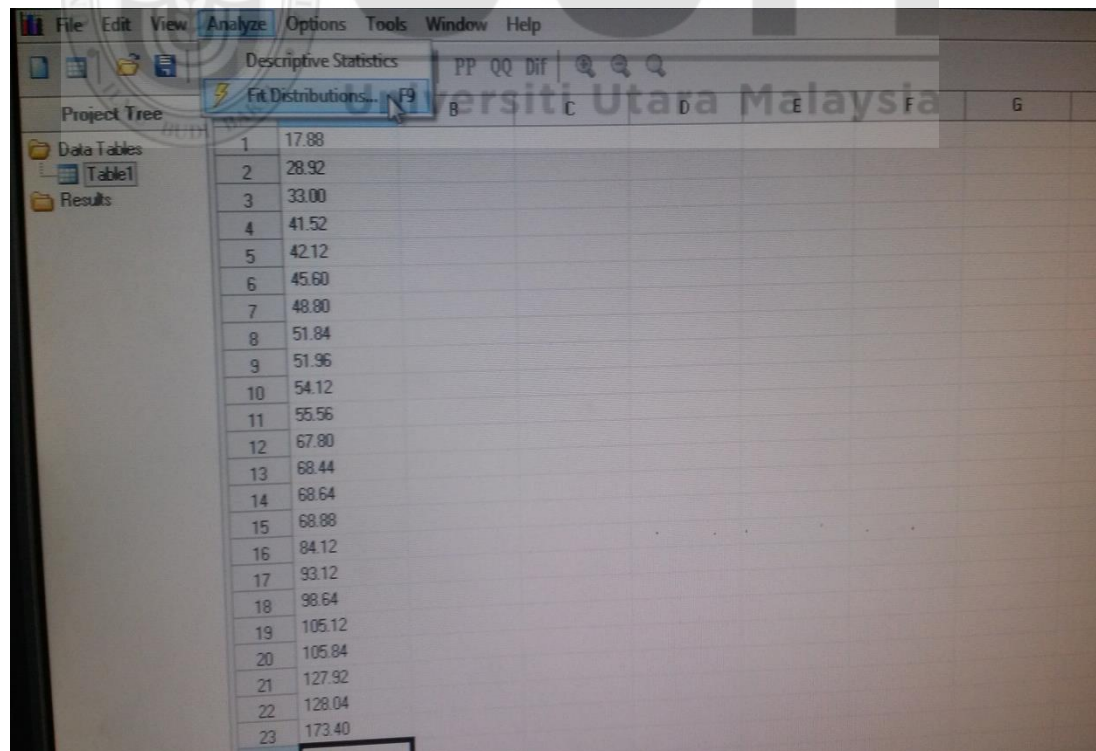 File Edit View Analyze Options Tools Window Help
Descriptive Statistics
Fit Distributions... F9
PP QQ Dif
Universiti Utara Malaysia
BUDI
Project Tree
Data Tables
Table1
Results
B C D E F G
1 17.88
2 28.92
3 33.00
4 41.52
5 42.12
6 45.60
7 48.80
8 51.84
9 51.96
10 54.12
11 55.56
12 67.80
13 68.44
14 68.64
15 68.88
16 84.12
17 93.12
18 98.64
19 105.12
20 105.84
21 127.92
22 128.04
23 173.40